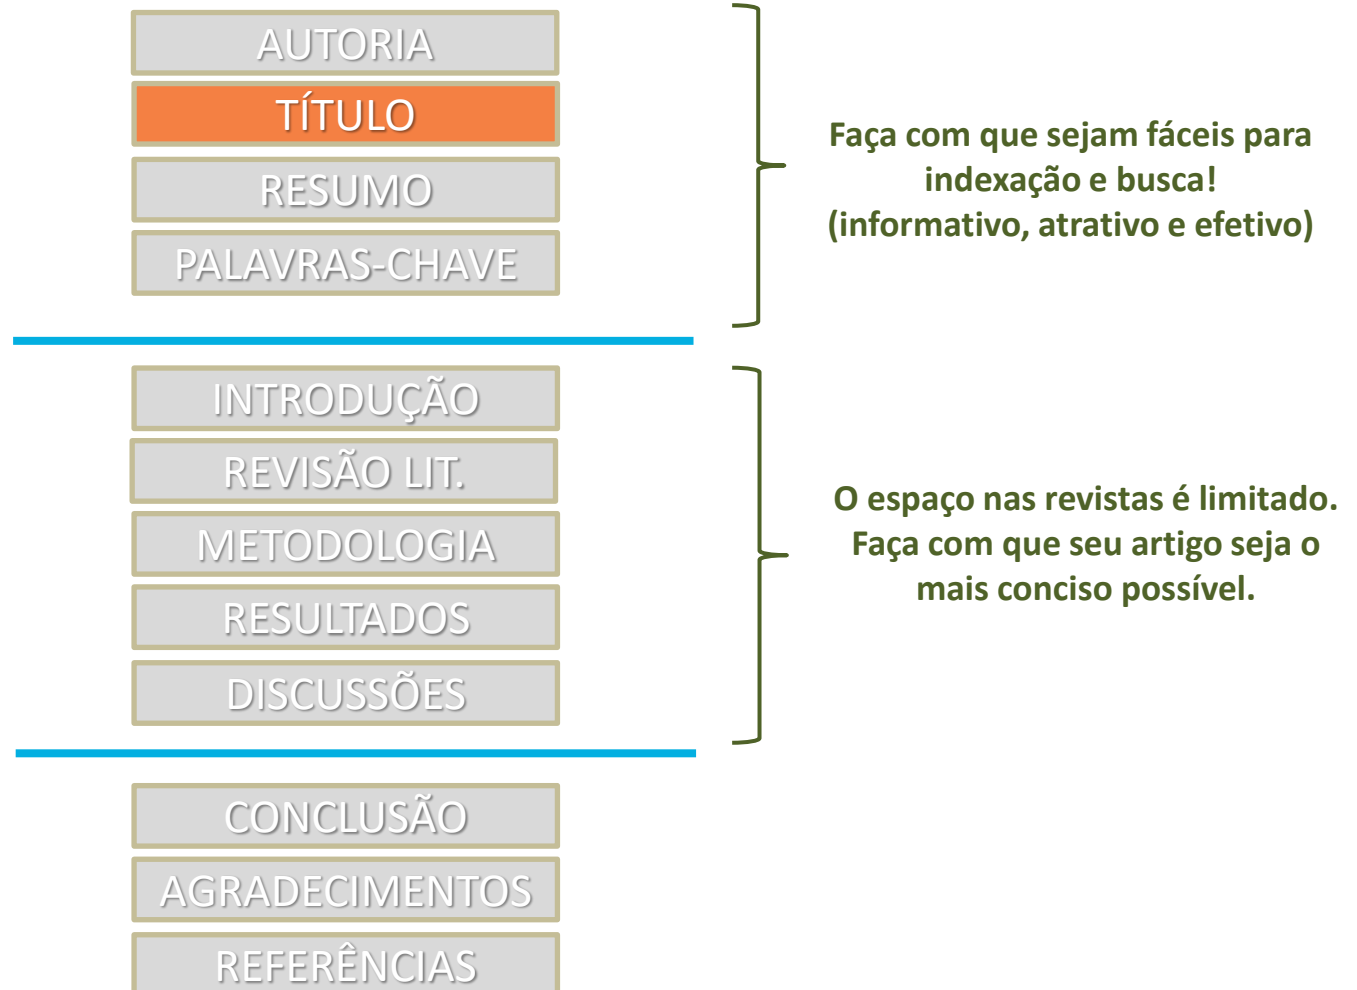 AUTORIA
TÍTULO
RESUMO
PALAVRAS-CHAVE
Faça com que sejam fáceis para
indexação e busca!
(informativo, atrativo e efetivo)
INTRODUÇÃO
REVISÃO LIT.
METODOLOGIA
RESULTADOS
DISCUSSÕES
O espaço nas revistas é limitado.
Faça com que seu artigo seja o
mais conciso possível.
CONCLUSÃO
AGRADECIMENTOS
REFERÊNCIAS